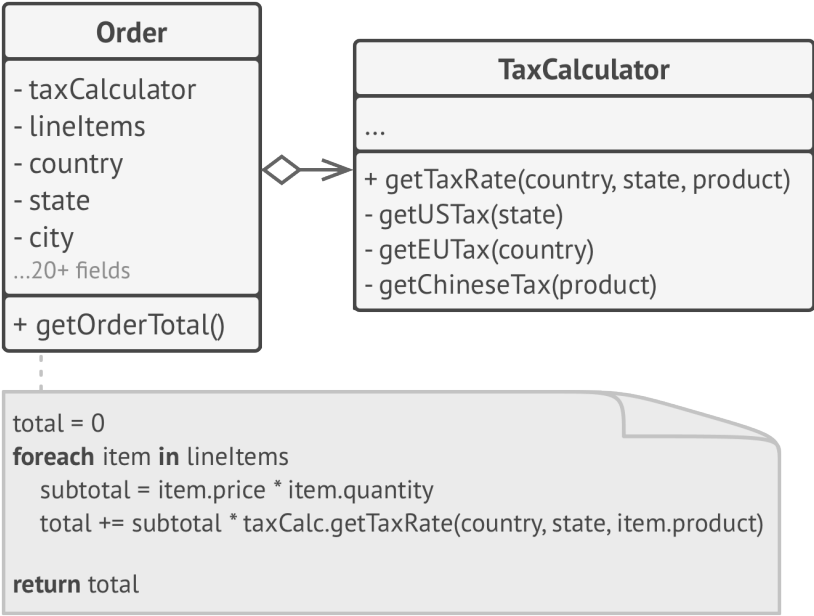 Order
- taxCalculator
- lineItems
- country
- state
- city
...20+ fields
+ getOrderTotal()
TaxCalculator
...
+ getTaxRate(country, state, product)
- getUSTax(state)
- getEUTax(country)
- getChineseTax(product)
total = 0
foreach item in lineItems
subtotal = item.price * item.quantity
total += subtotal * taxCalc.getTaxRate(country, state, item.product)
return total